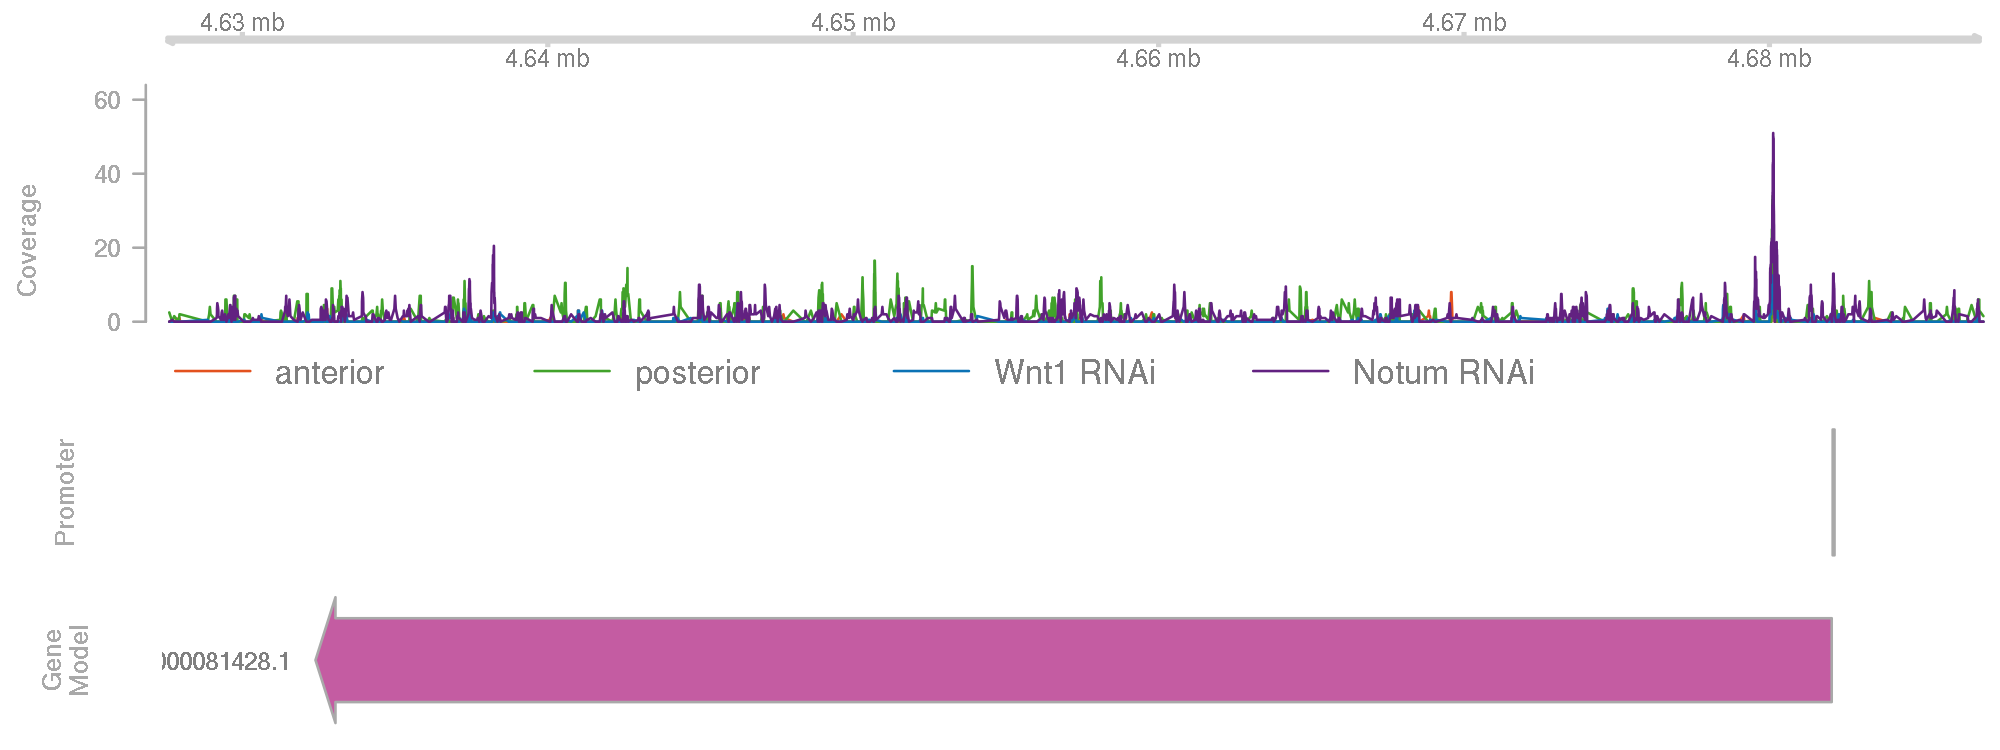 4.63 mb 4.65 mb 4.67 mb
4.64 mb 4.66 mb 4.68 mb
Coverage
60
40
20
0
anterior posterior Wnt1 RNAi Notum RNAi
Promoter
Gene
Model
000081428.1